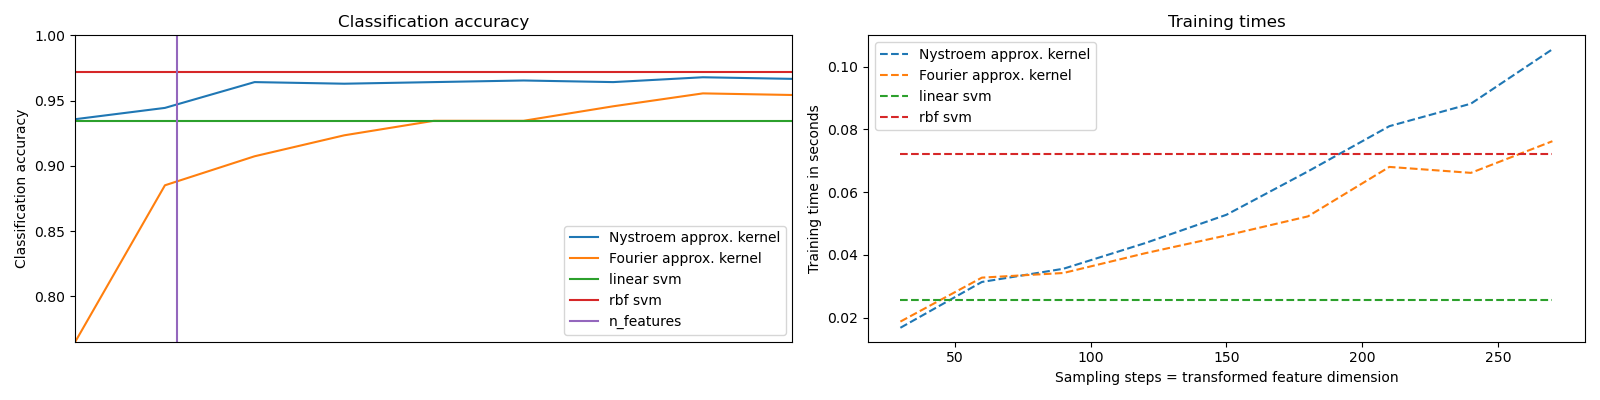 Classification accuracy
Classification accuracy
1.00
0.95
0.90
0.85
0.80
Nystroem approx. kernel
Fourier approx. kernel
linear svm
rbf svm
n_features
Training times
Training time in seconds
0.10
0.08
0.06
0.04
0.02
Nystroem approx. kernel
Fourier approx. kernel
linear svm
rbf svm
50 100 150 200 250
Sampling steps = transformed feature dimension